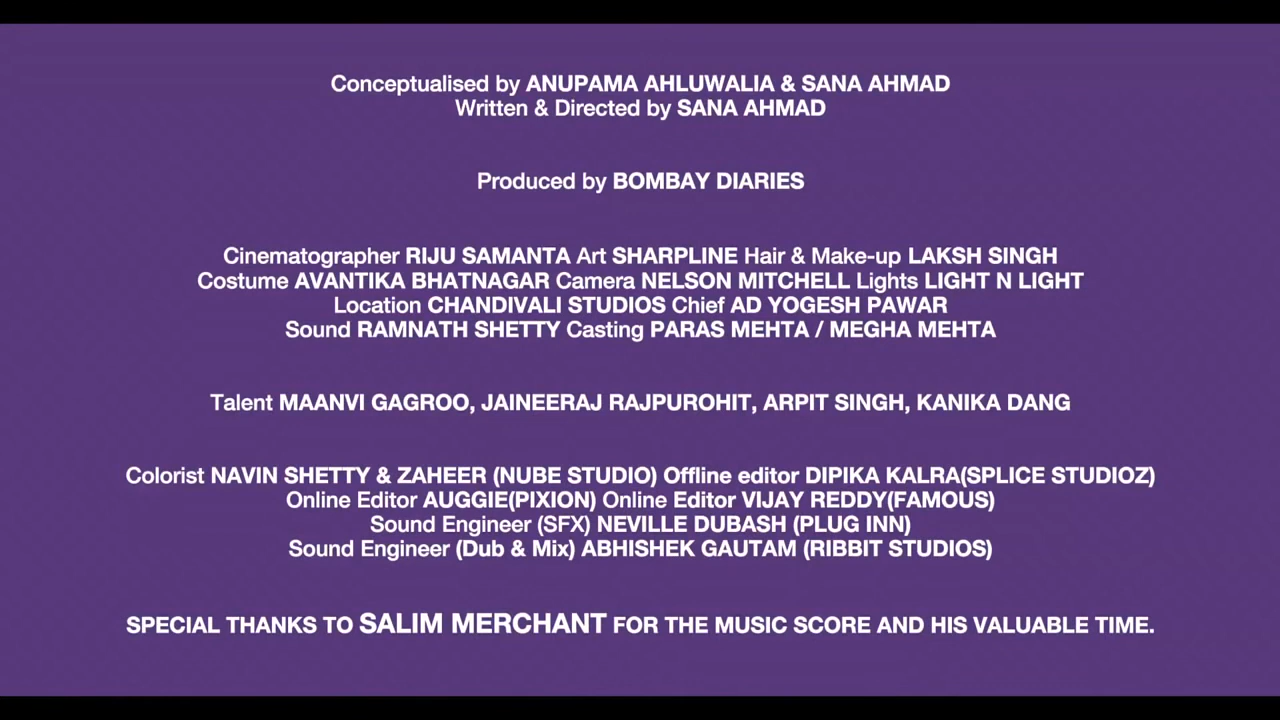 Conceptualised by ANUPAMA AHLUWALIA & SANA AHMAD
Written & Directed by SANA AHMAD
Produced by BOMBAY DIARIES
Cinematographer RIJU SAMANTA Art SHARPLINE Hair & Make-up LAKSH SINGH
Costume AVANTIKA BHATNAGAR Camera NELSON MITCHELL Lights LIGHT N LIGHT
Location CHANDIVALI STUDIOS Chief AD YOGESH PAWAR
Sound RAMNATH SHETTY Casting PARAS MEHTA / MEGHA MEHTA
Talent MAANVI GAGROO, JAINEERAJ RAJPUROHIT, ARPIT SINGH, KANIKA DANG
Colorist NAVIN SHETTY & ZAHEER (NUBE STUDIO) Offline editor DIPIKA KALRA(SPLICE STUDIOZ)
Online Editor AUGGIE(PIXION) Online Editor VIJAY REDDY(FAMOUS)
Sound Engineer (SFX) NEVILLE DUBASH (PLUG INN)
Sound Engineer (Dub & Mix) ABHISHEK GAUTAM (RIBBIT STUDIOS)
SPECIAL THANKS TO SALIM MERCHANT FOR THE MUSIC SCORE AND HIS VALUABLE TIME.